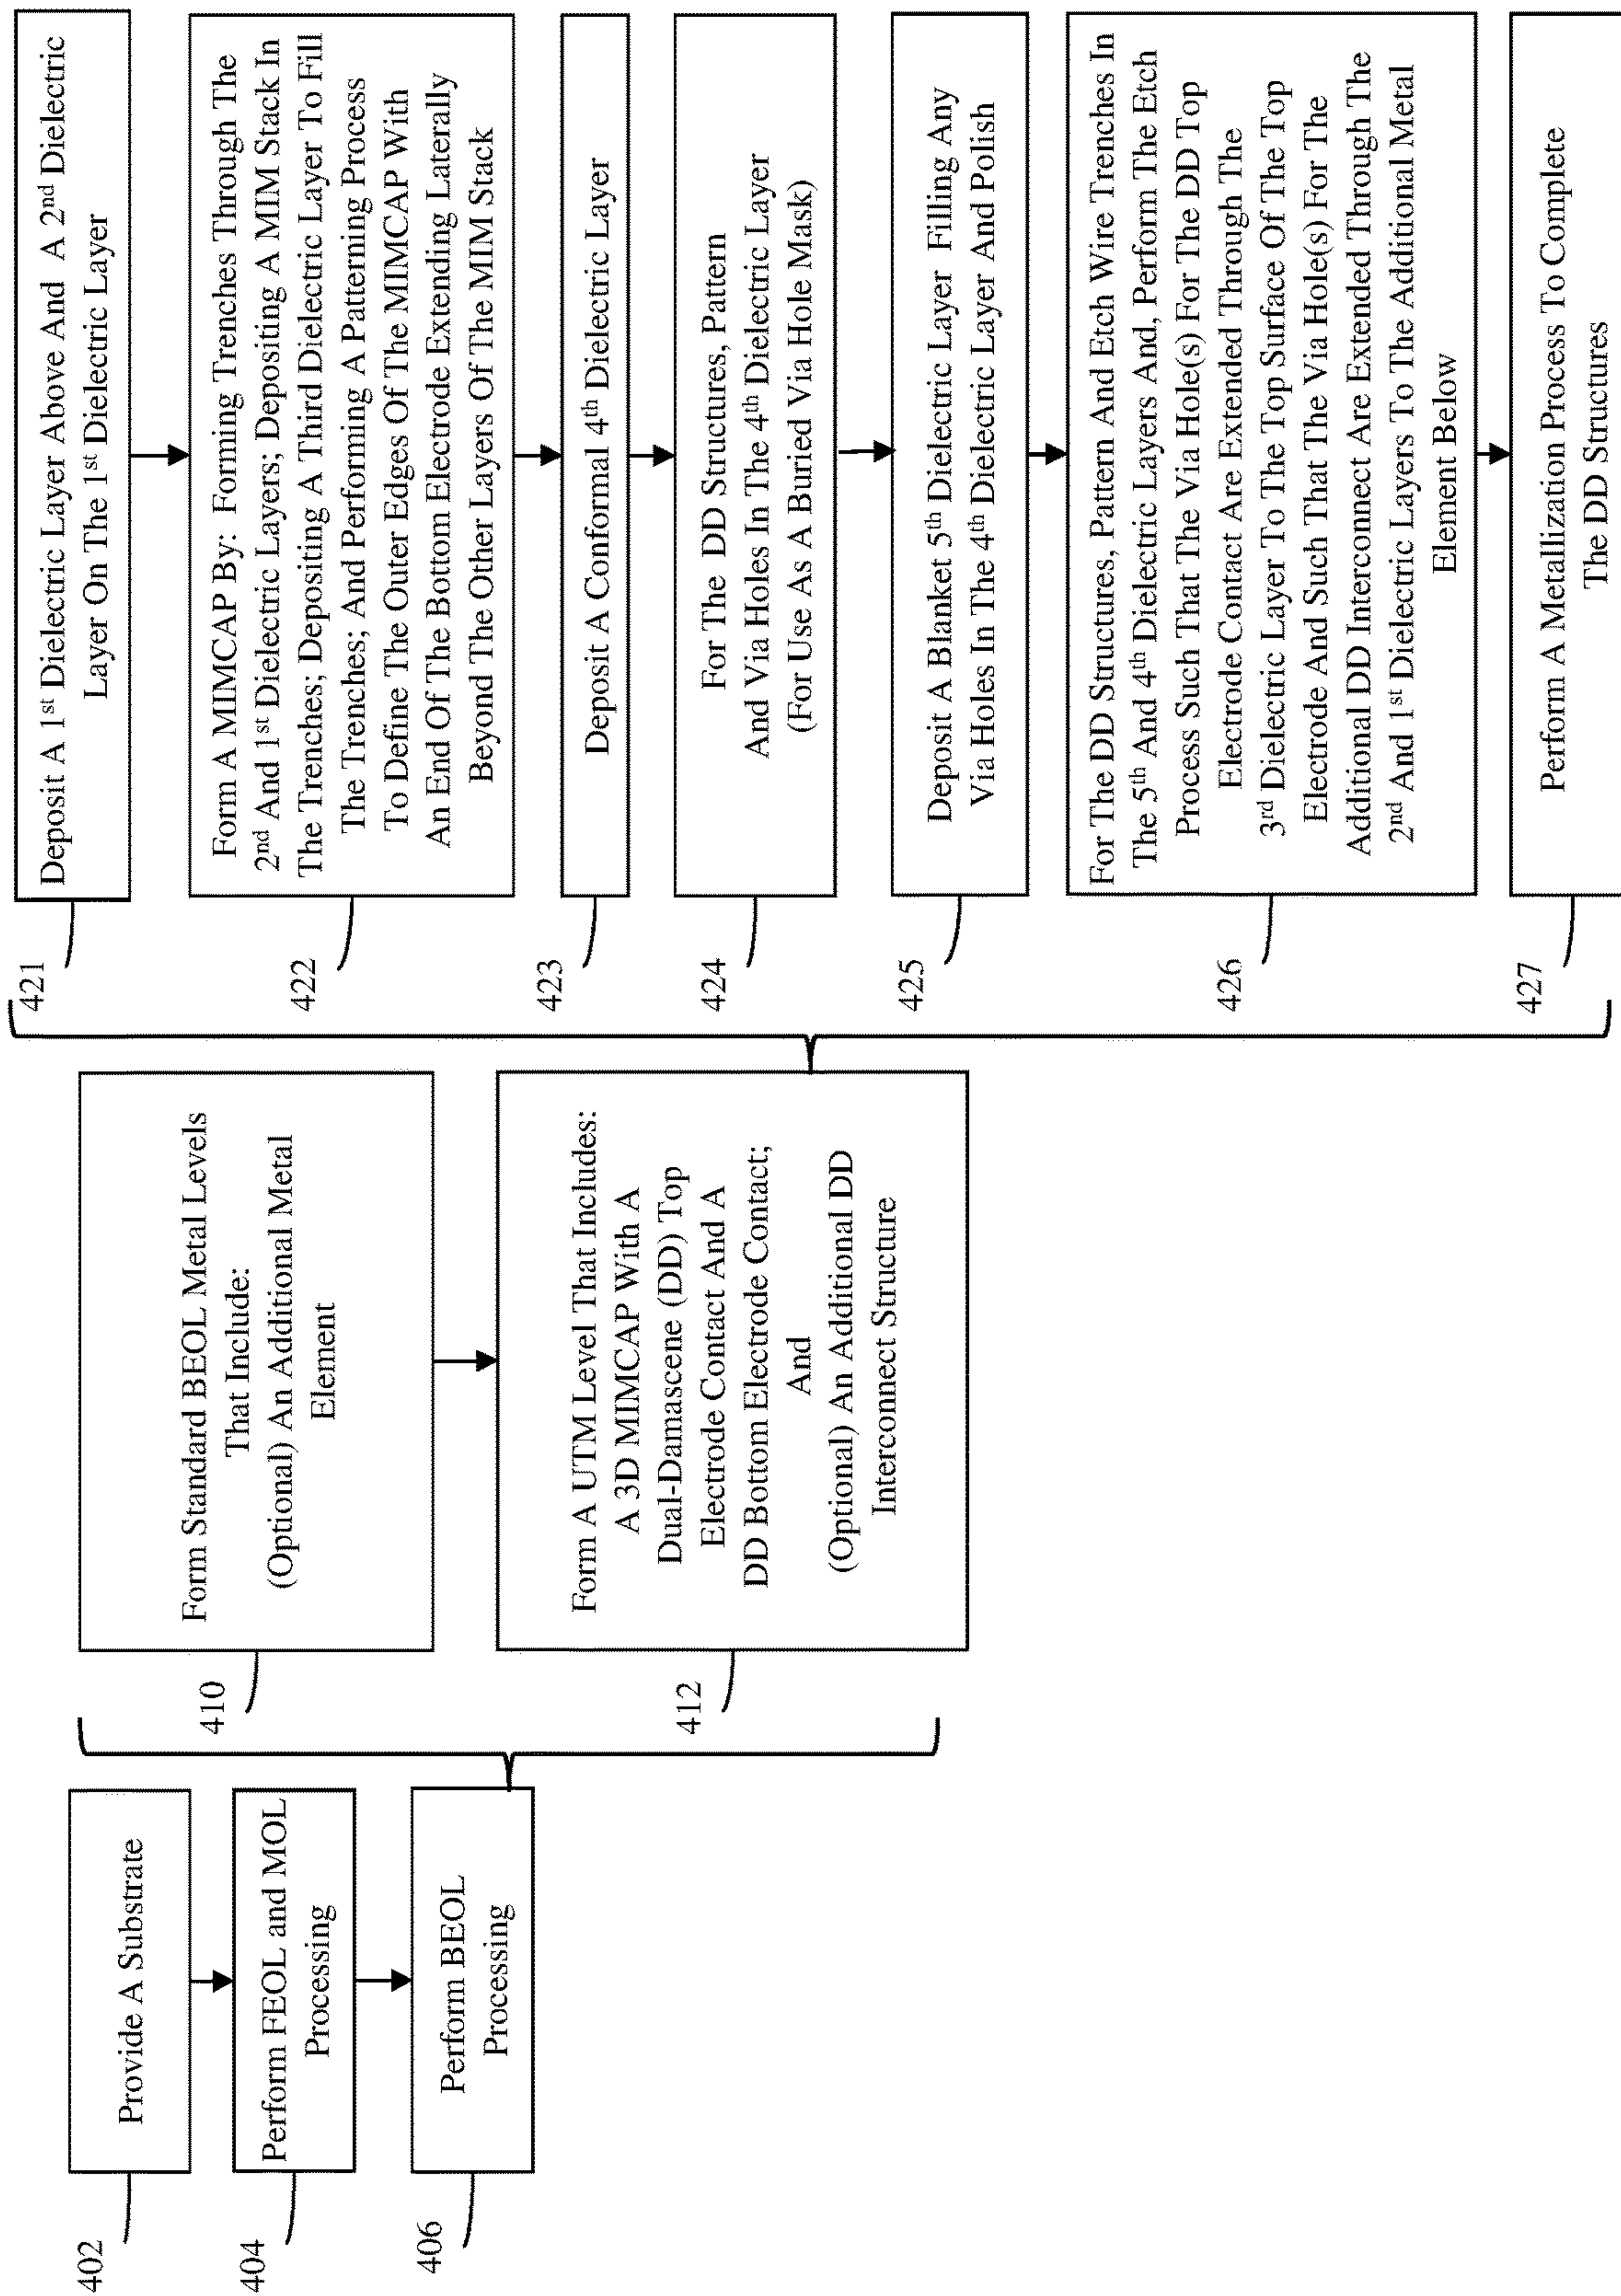 402
Provide A Substrate
404
Perform FEOL and MOL
Processing
406
Perform BEOL
Processing
410
Form Standard BEOL Metal Levels
That Include:
(Optional) An Additional Metal
Element
412
Form A UTM Level That Includes:
A 3D MIMCAP With A
Dual-Damascene (DD) Top
Electrode Contact And A
DD Bottom Electrode Contact;
And
(Optional) An Additional DD
Interconnect Structure
421
Deposit A 1st Dielectric Layer Above And A 2nd Dielectric
Layer On The 1st Dielectric Layer
422
Form A MIMCAP By: Forming Trenches Through The
2nd And 1st Dielectric Layers; Depositing A MIM Stack In
The Trenches; Depositing A Third Dielectric Layer To Fill
The Trenches; And Performing A Patterning Process
To Define The Outer Edges Of The MIMCAP With
An End Of The Bottom Electrode Extending Laterally
Beyond The Other Layers Of The MIM Stack
423
Deposit A Conformal 4th Dielectric Layer
424
For The DD Structures, Pattern
And Via Holes In The 4th Dielectric Layer
(For Use As A Buried Via Hole Mask)
425
Deposit A Blanket 5th Dielectric Layer Filling Any
Via Holes In The 4th Dielectric Layer And Polish
426
For The DD Structures, Pattern And Etch Wire Trenches In
The 5th And 4th Dielectric Layers And, Perform The Etch
Process Such That The Via Hole(s) For The DD Top
Electrode Contact Are Extended Through The
3rd Dielectric Layer To The Top Surface Of The Top
Electrode And Such That The Via Hole(s) For The
Additional DD Interconnect Are Extended Through The
2nd And 1st Dielectric Layers To The Additional Metal
Element Below
427
Perform A Metallization Process To Complete
The DD Structures